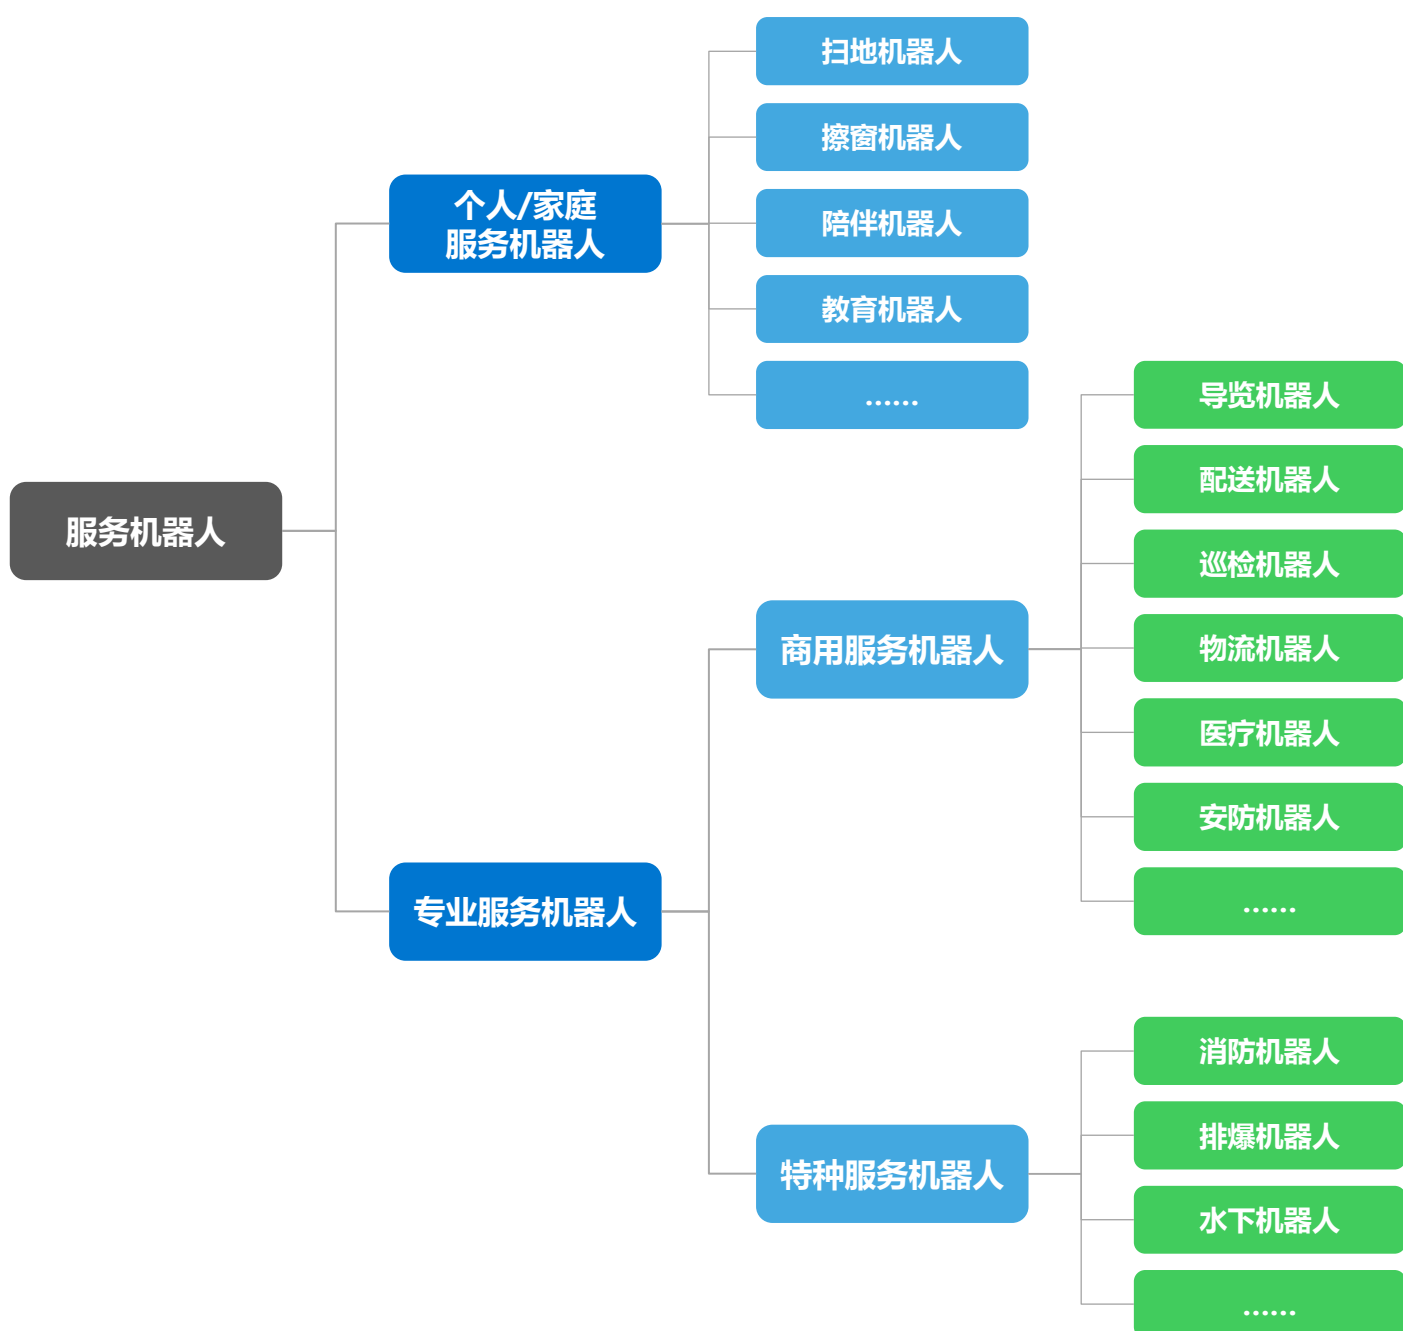 扫地机器人
擦窗机器人
个人/家庭
服务机器人
陪伴机器人
教育机器人
……
导览机器人
配送机器人
服务机器人
巡检机器人
商用服务机器人
物流机器人
医疗机器人
安防机器人
专业服务机器人
……
消防机器人
排爆机器人
特种服务机器人
水下机器人
……